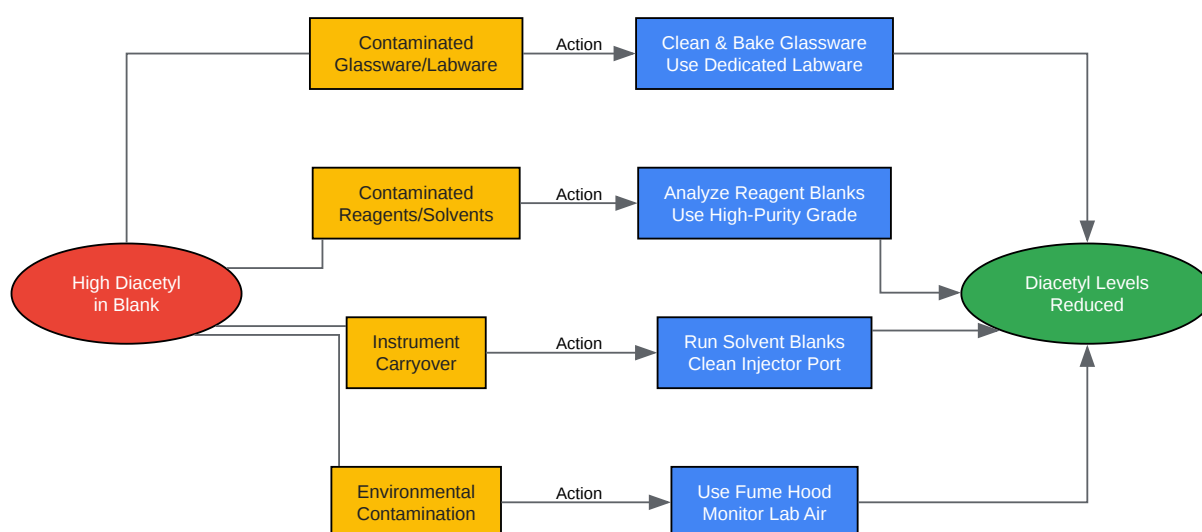 Contaminated
Glassware/Labware
Action
Clean & Bake Glassware
Use Dedicated Labware
Contaminated
Reagents/Solvents
Action
Analyze Reagent Blanks
Use High-Purity Grade
High Diacetyl
in Blank
Diacetyl Levels
Reduced
Instrument
Carryover
Action
Run Solvent Blanks
Clean Injector Port
Environmental
Contamination
Action
Use Fume Hood
Monitor Lab Air